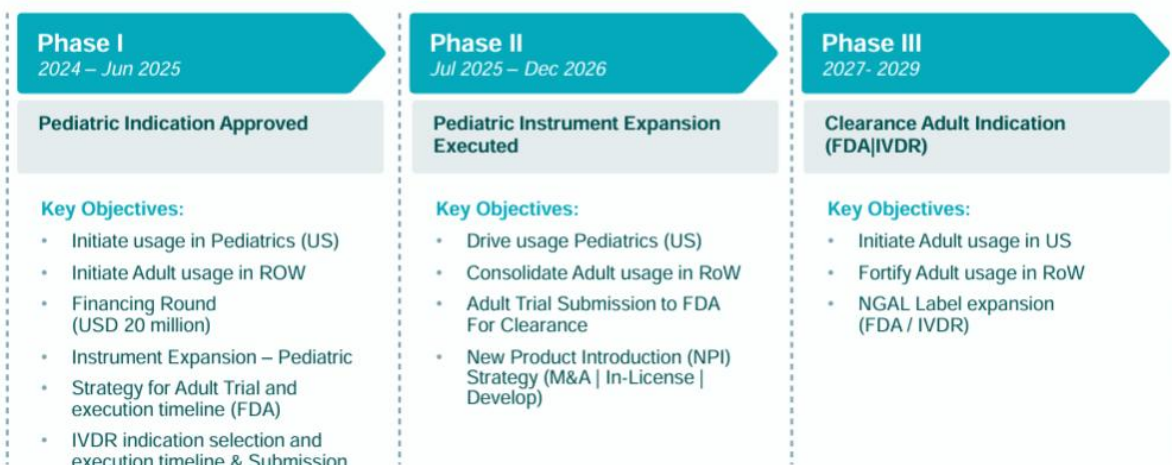 Phase I
2024 – Jun 2025
Pediatric Indication Approved
Key Objectives:
• Initiate usage in Pediatrics (US)
• Initiate Adult usage in ROW
• Financing Round
(USD 20 million)
• Instrument Expansion – Pediatric
• Strategy for Adult Trial and
execution timeline (FDA)
• IVDR indication selection and
execution timeline & Submission
Phase II
Jul 2025 – Dec 2026
Pediatric Instrument Expansion
Executed
Key Objectives:
• Drive usage Pediatrics (US)
• Consolidate Adult usage in RoW
• Adult Trial Submission to FDA
For Clearance
• New Product Introduction (NPI)
Strategy (M&A | In-License |
Develop)
Phase III
2027- 2029
Clearance Adult Indication
(FDA|IVDR)
Key Objectives:
• Initiate Adult usage in US
• Fortify Adult usage in RoW
• NGAL Label expansion
(FDA / IVDR)